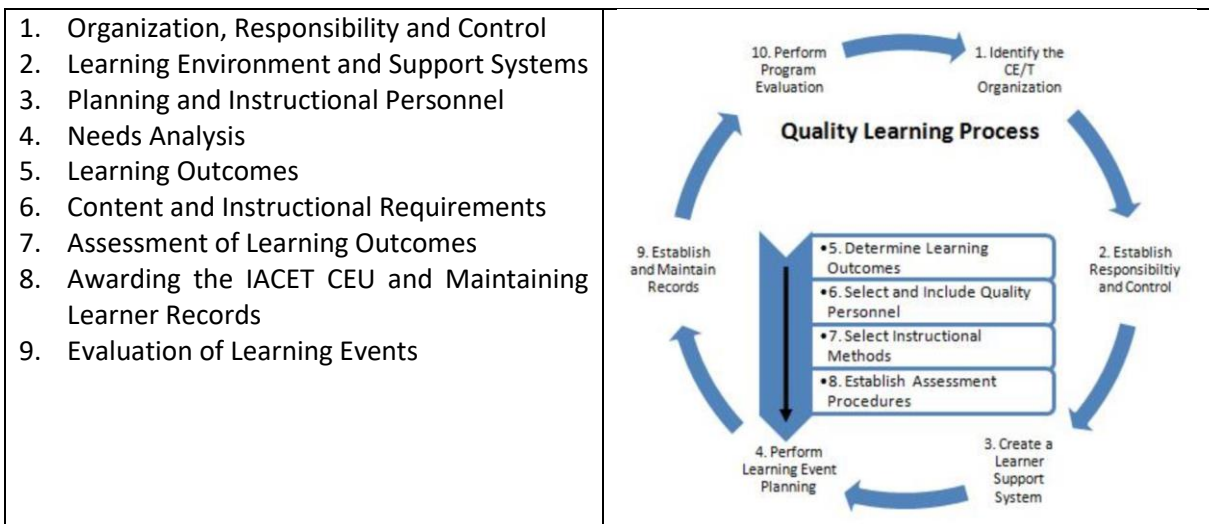 1. Organization, Responsibility and Control
2. Learning Environment and Support Systems
3. Planning and Instructional Personnel
4. Needs Analysis
5. Learning Outcomes
6. Content and Instructional Requirements
7. Assessment of Learning Outcomes
8. Awarding the IACET CEU and Maintaining
Learner Records
9. Evaluation of Learning Events
10. Perform
Program
Evaluation
1. Identify the
CE/T
Organization
Quality Learning Process
9. Establish
and Maintain
Records
•5. Determine Learning
Outcomes
•6. Select and Include Quality
Personnel
•7. Select Instructional
Methods
•8. Establish Assessment
Procedures
2. Establish
Responsibiltiy
and Control
4. Perform
Learning Event
Planning
3. Create a
Learner
Support
System